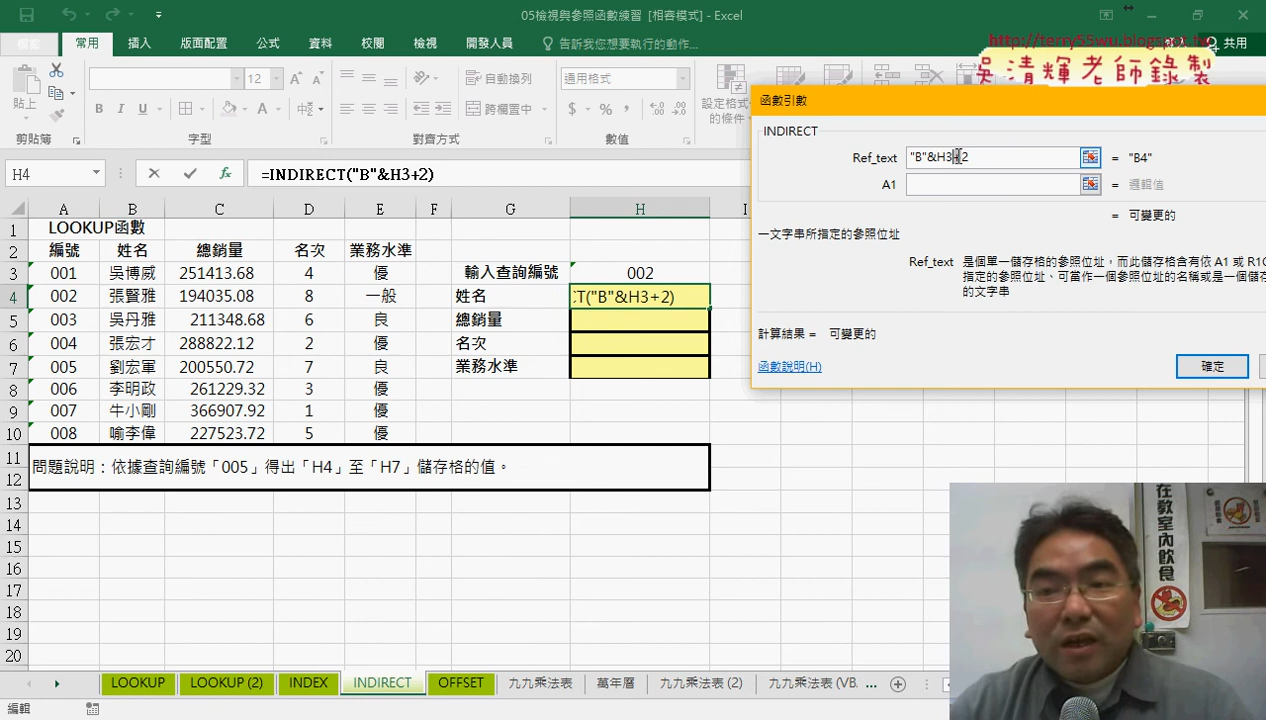 05檢視與參照函數練習 [相容模式] - Excel
http://terry55wu.blogspot.tw
吳清輝老師錄製
檔案 常用 插入 版面配置 公式 資料 校閱 檢視 開發人員 告訴我您想要執行的動作... 共用
貼上 12 自動換列 通用格式
B I U 跨欄置中 $ % 設定格式化的條件
剪貼簿 字型 對齊方式 數值
H4 =INDIRECT("B"&H3+2)
函數引數
INDIRECT
Ref_text "B"&H3+2 = "B4"
A1 = 邏輯值
= 可變更的
一文字串所指定的參照位址
Ref_text 是個單一儲存格的參照位址，而此儲存格含有依 A1 或 R1C
指定的參照位址、可當作一個參照位址的名稱或是一個儲存
的文字串
計算結果 = 可變更的
函數說明(H) 確定
A B C D E F G H I
1 LOOKUP函數
2 編號 姓名 總銷量 名次 業務水準
3 001 吳博威 251413.68 4 優 輸入查詢編號 002
4 002 張賢雅 194035.08 8 一般 姓名 CT("B"&H3+2)
5 003 吳丹雅 211348.68 6 良 總銷量
6 004 張宏才 288822.12 2 優 名次
7 005 劉宏軍 200550.72 7 良 業務水準
8 006 李明政 261229.32 3 優
9 007 牛小剛 366907.92 1 優
10 008 喻李偉 227523.72 5 優
11
問題說明：依據查詢編號「005」得出「H4」至「H7」儲存格的值。
12
13
14
15
16
17
18
19
20
在教室內飲食
LOOKUP LOOKUP (2) INDEX INDIRECT OFFSET 九九乘法表 萬年曆 九九乘法表 (2) 九九乘法表 (VB. ...
編輯